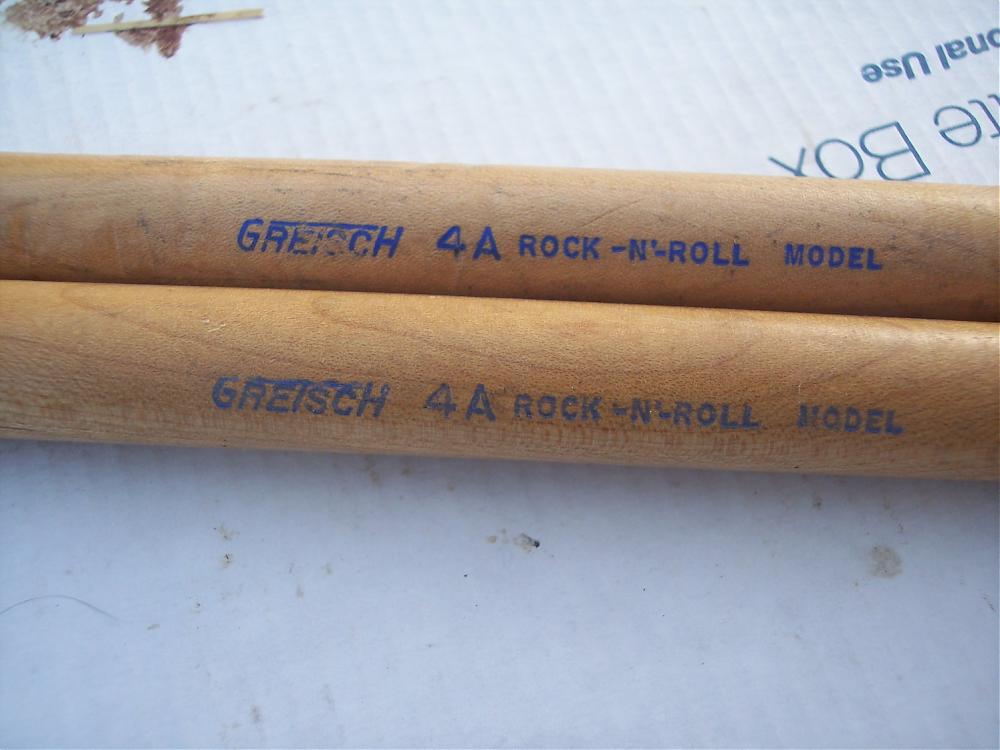 onal Use
te Box
GRETSCH 4A ROCK-N'-ROLL MODEL
GRETSCH 4A ROCK-N'-ROLL MODEL